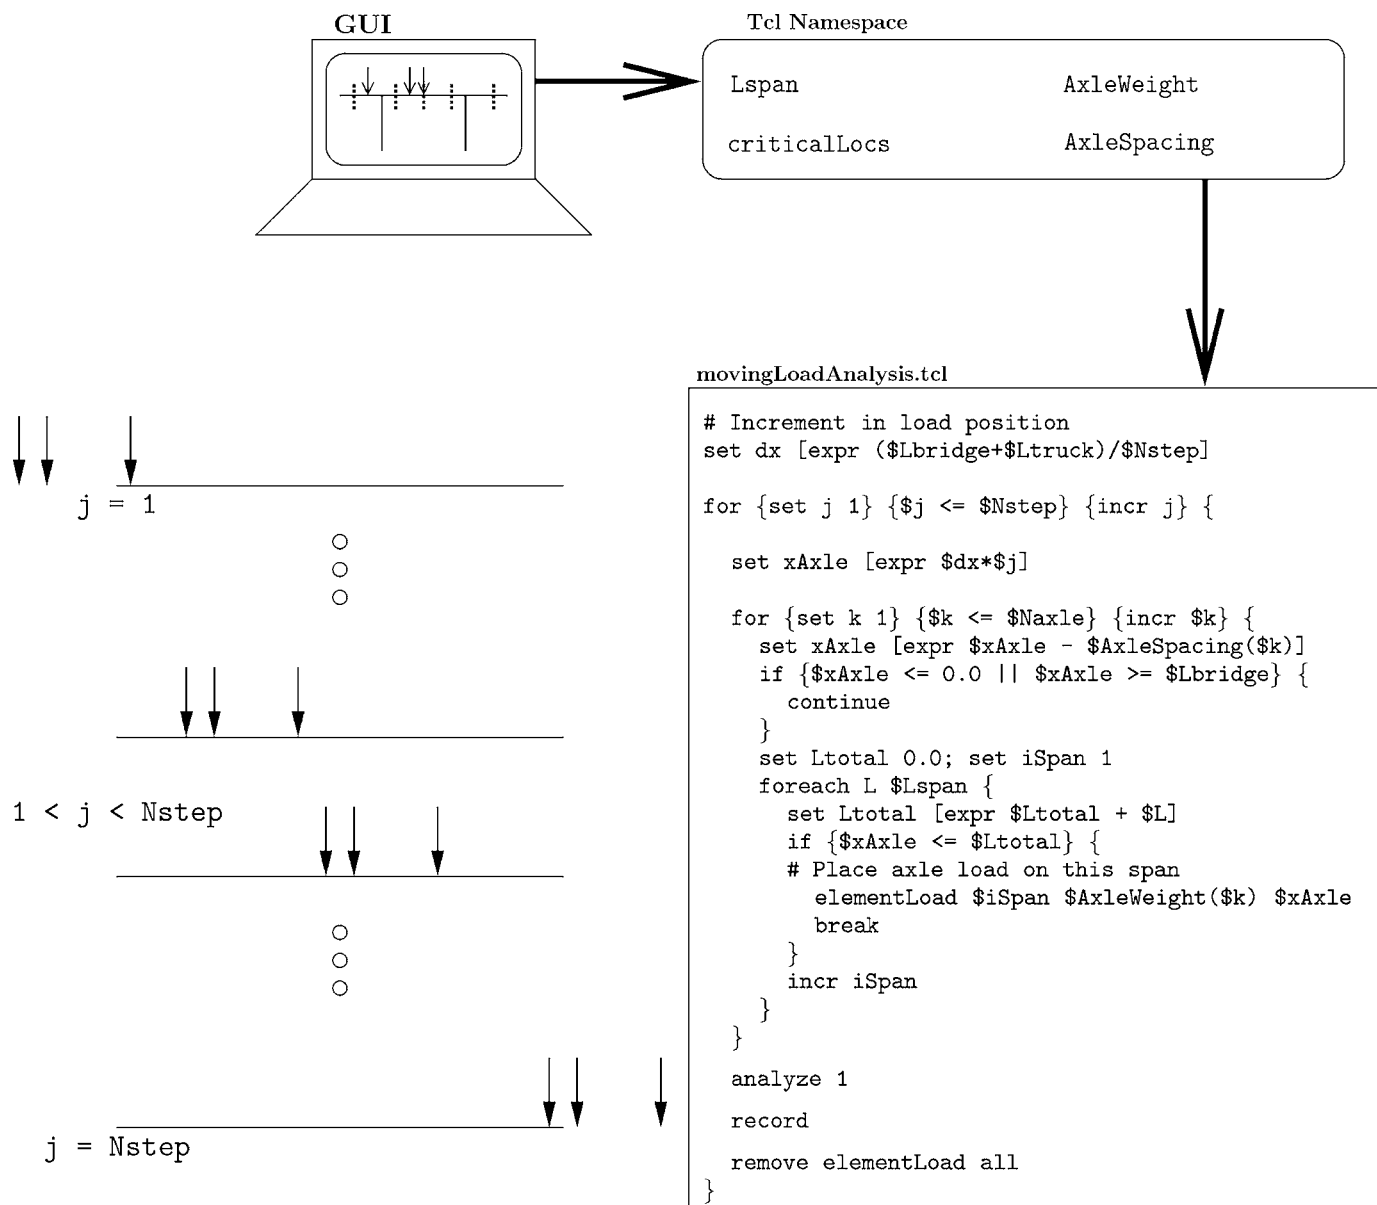 GUI
Tcl Namespace
Lspan
AxleWeight
criticalLocs
AxleSpacing
j = 1
1 < j < Nstep
j = Nstep
movingLoadAnalysis.tcl
# Increment in load position
set dx [expr ($Lbridge+$Ltruck)/$Nstep]
for {set j 1} {$j <= $Nstep} {incr j} {
set xAxle [expr $dx*$j]
for {set k 1} {$k <= $Naxle} {incr $k} {
set xAxle [expr $xAxle - $AxleSpacing($k)]
if {$xAxle <= 0.0 || $xAxle >= $Lbridge} {
continue
}
set Ltotal 0.0; set iSpan 1
foreach L $Lspan {
set Ltotal [expr $Ltotal + $L]
if {$xAxle <= $Ltotal} {
# Place axle load on this span
elementLoad $iSpan $AxleWeight($k) $xAxle
break
}
incr iSpan
}
}
analyze 1
record
remove elementLoad all
}